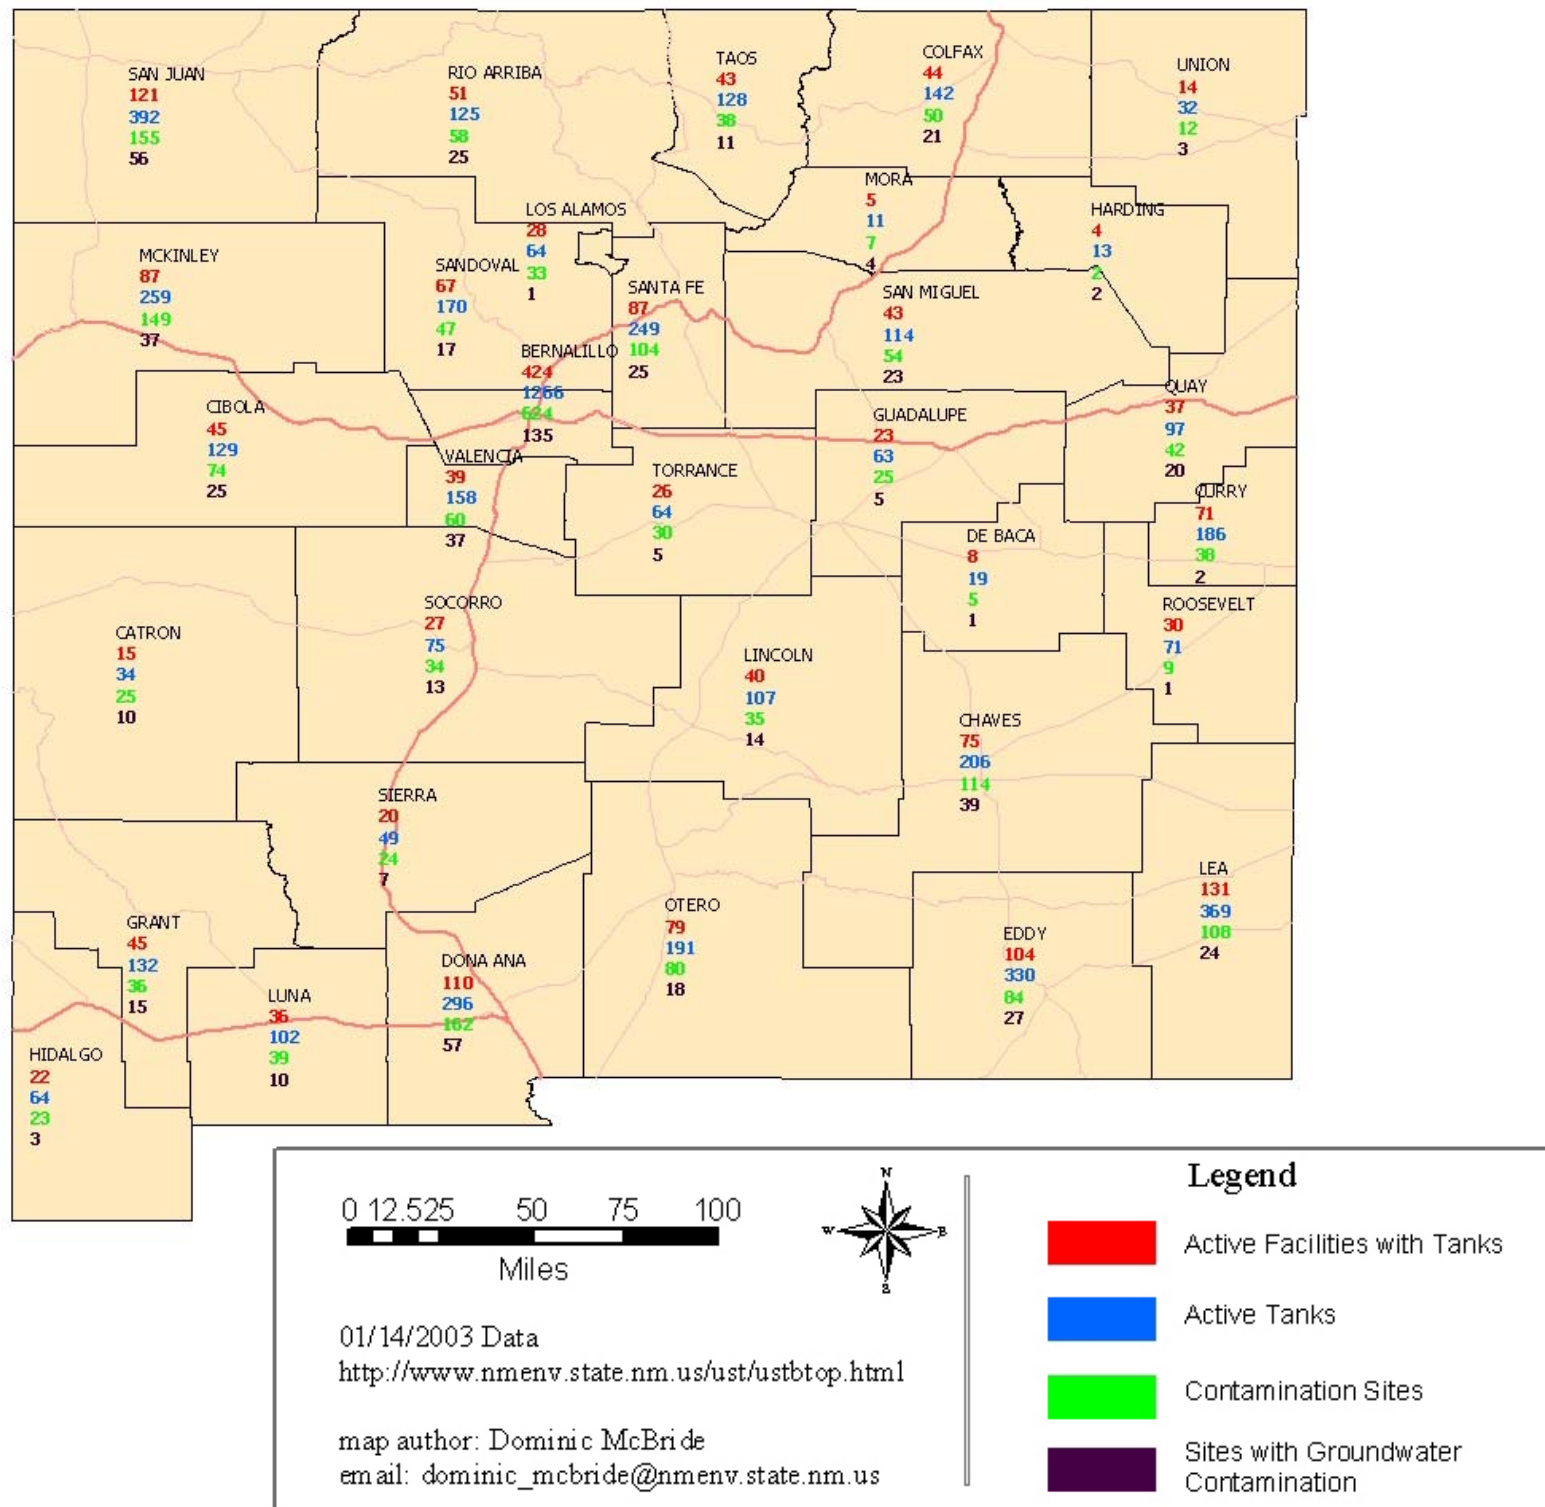 SAN JUAN
121
392
155
56
RIO ARRIBA
51
125
58
25
TAOS
43
128
38
11
COLFAX
44
142
50
21
UNION
14
32
12
3
MORA
5
11
7
4
HARDING
4
13
2
2
LOS ALAMOS
28
64
33
1
MCKINLEY
87
259
149
37
SANDOVAL
67
170
47
17
SANTA FE
87
249
104
25
SAN MIGUEL
43
114
54
23
BERNALILLO
424
1266
624
135
QUAY
37
97
42
20
CIBOLA
45
129
74
25
GUADALUPE
23
63
25
5
VALENCIA
39
158
60
37
TORRANCE
26
64
30
5
CURRY
71
186
38
2
DE BACA
8
19
5
1
SOCORRO
27
75
34
13
ROOSEVELT
30
71
9
1
CATRON
15
34
25
10
LINCOLN
40
107
35
14
CHAVES
75
206
114
39
SIERRA
20
49
24
7
LEA
131
369
108
24
OTERO
79
191
80
18
GRANT
45
132
36
15
EDDY
104
330
84
27
DONA ANA
110
296
162
57
LUNA
36
102
39
10
HIDALGO
22
64
23
3
0 12.525 50 75 100
Miles
N
W E
S
01/14/2003 Data
http://www.nmenv.state.nm.us/ust/ustbtop.html
map author: Dominic McBride
email: dominic_mcbride@nmenv.state.nm.us
Legend
Active Facilities with Tanks
Active Tanks
Contamination Sites
Sites with Groundwater
Contamination